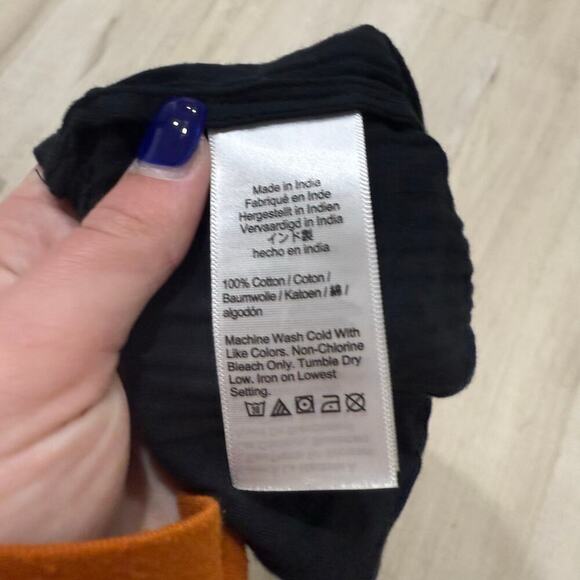 Made in India
Fabriqué en Inde
Hergestellt in Indien
Vervaardigd in India
インド製
hecho en india
100% Cotton / Coton /
Baumwolle / Katoen / 綿 /
algodón
Machine Wash Cold With
Like Colors. Non-Chlorine
Bleach Only. Tumble Dry
Low. Iron on Lowest
Setting.
30